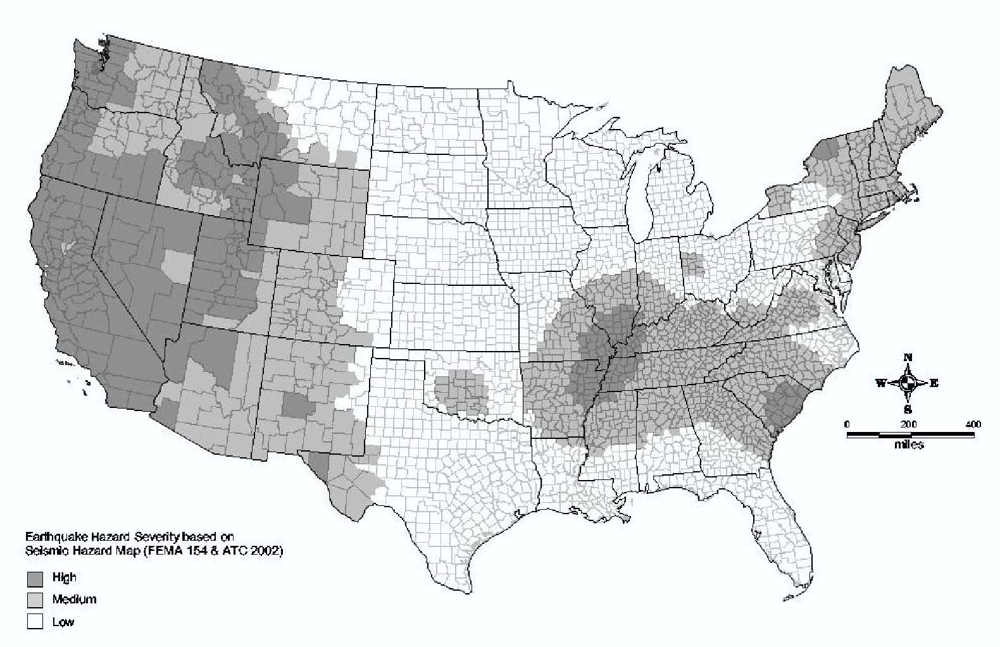 N
W E
S
0 200 400
miles
Earthquake Hazard Severity based on
Seismic Hazard Map (FEMA 154 & ATC 2002)
High
Medium
Low